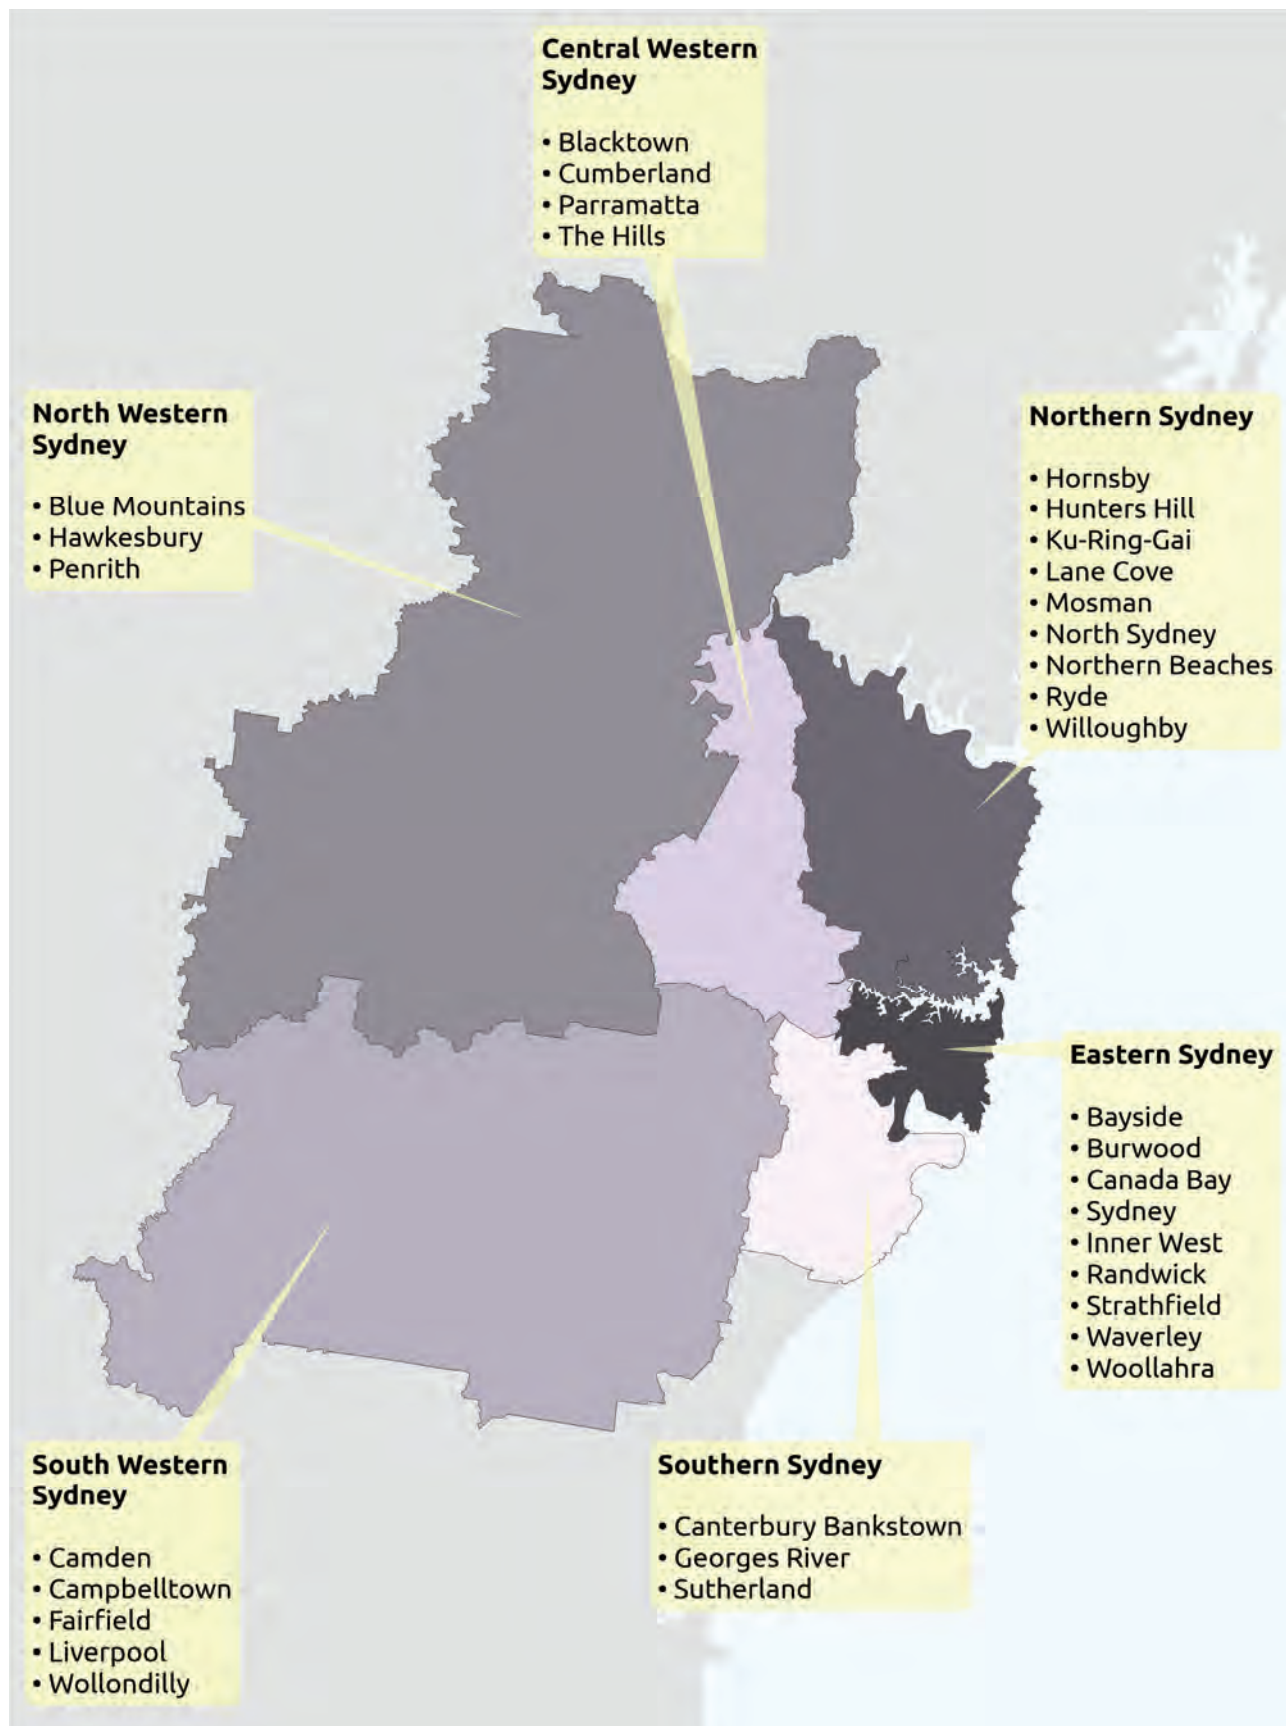 Central Western
Sydney
• Blacktown
• Cumberland
• Parramatta
• The Hills
North Western
Sydney
• Blue Mountains
• Hawkesbury
• Penrith
Northern Sydney
• Hornsby
• Hunters Hill
• Ku-Ring-Gai
• Lane Cove
• Mosman
• North Sydney
• Northern Beaches
• Ryde
• Willoughby
Eastern Sydney
• Bayside
• Burwood
• Canada Bay
• Sydney
• Inner West
• Randwick
• Strathfield
• Waverley
• Woollahra
South Western
Sydney
• Camden
• Campbelltown
• Fairfield
• Liverpool
• Wollondilly
Southern Sydney
• Canterbury Bankstown
• Georges River
• Sutherland